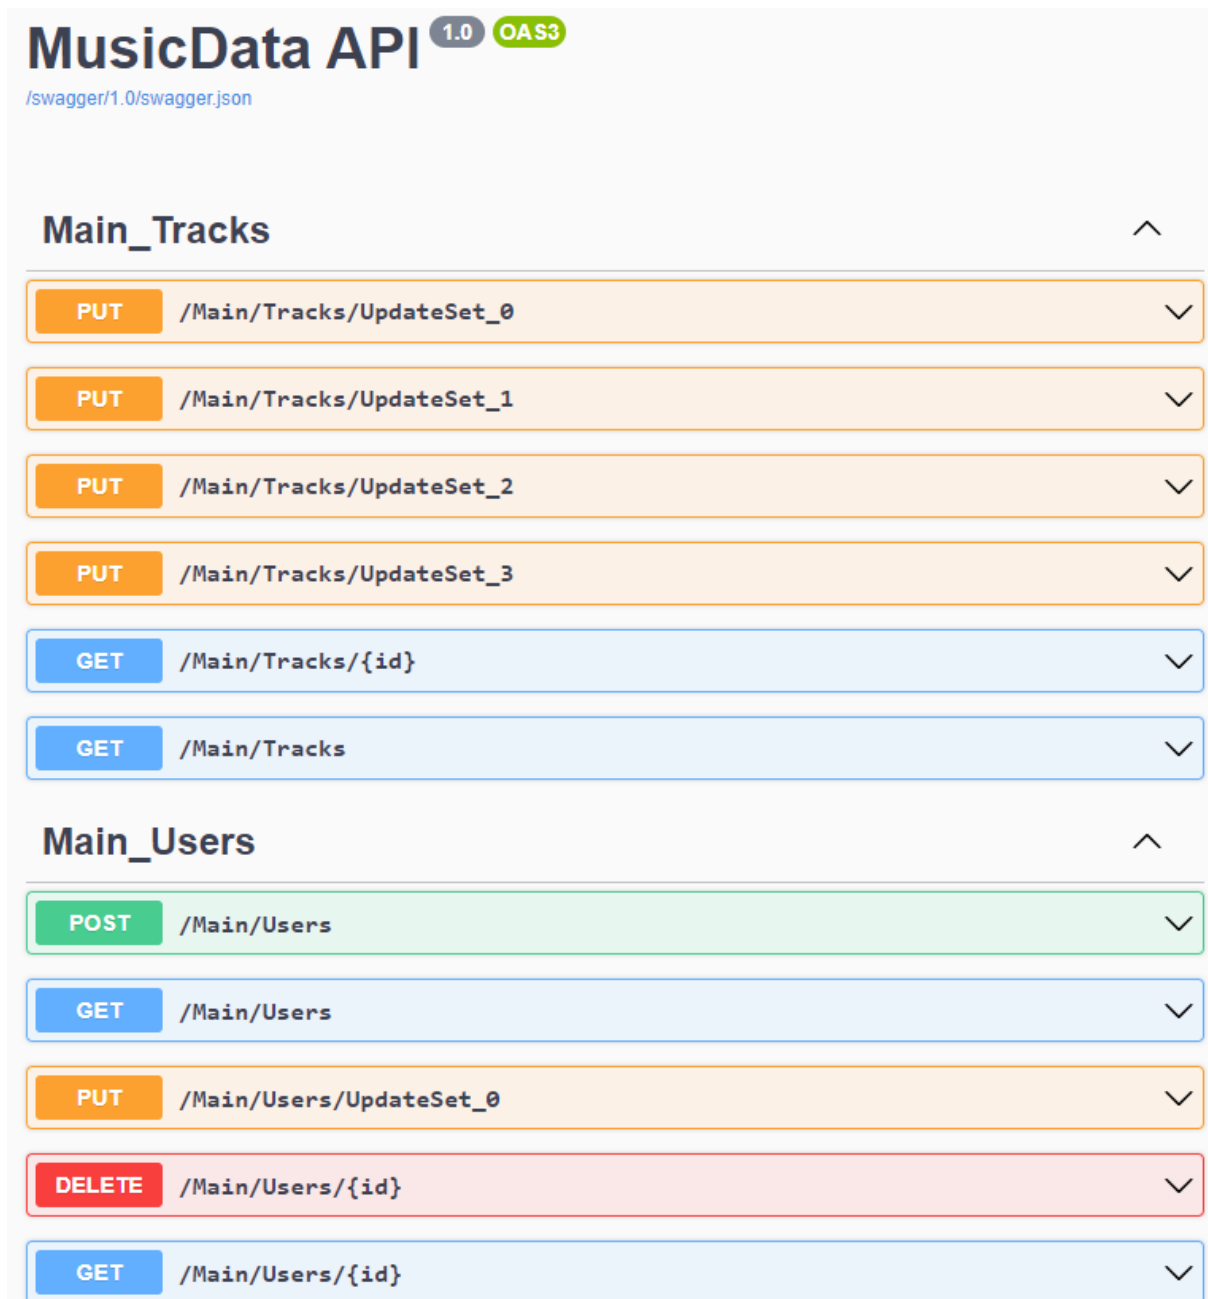 MusicData API 1.0 OAS3
/swagger/1.0/swagger.json
Main_Tracks
PUT /Main/Tracks/UpdateSet_0
PUT /Main/Tracks/UpdateSet_1
PUT /Main/Tracks/UpdateSet_2
PUT /Main/Tracks/UpdateSet_3
GET /Main/Tracks/{id}
GET /Main/Tracks
Main_Users
POST /Main/Users
GET /Main/Users
PUT /Main/Users/UpdateSet_0
DELETE /Main/Users/{id}
GET /Main/Users/{id}